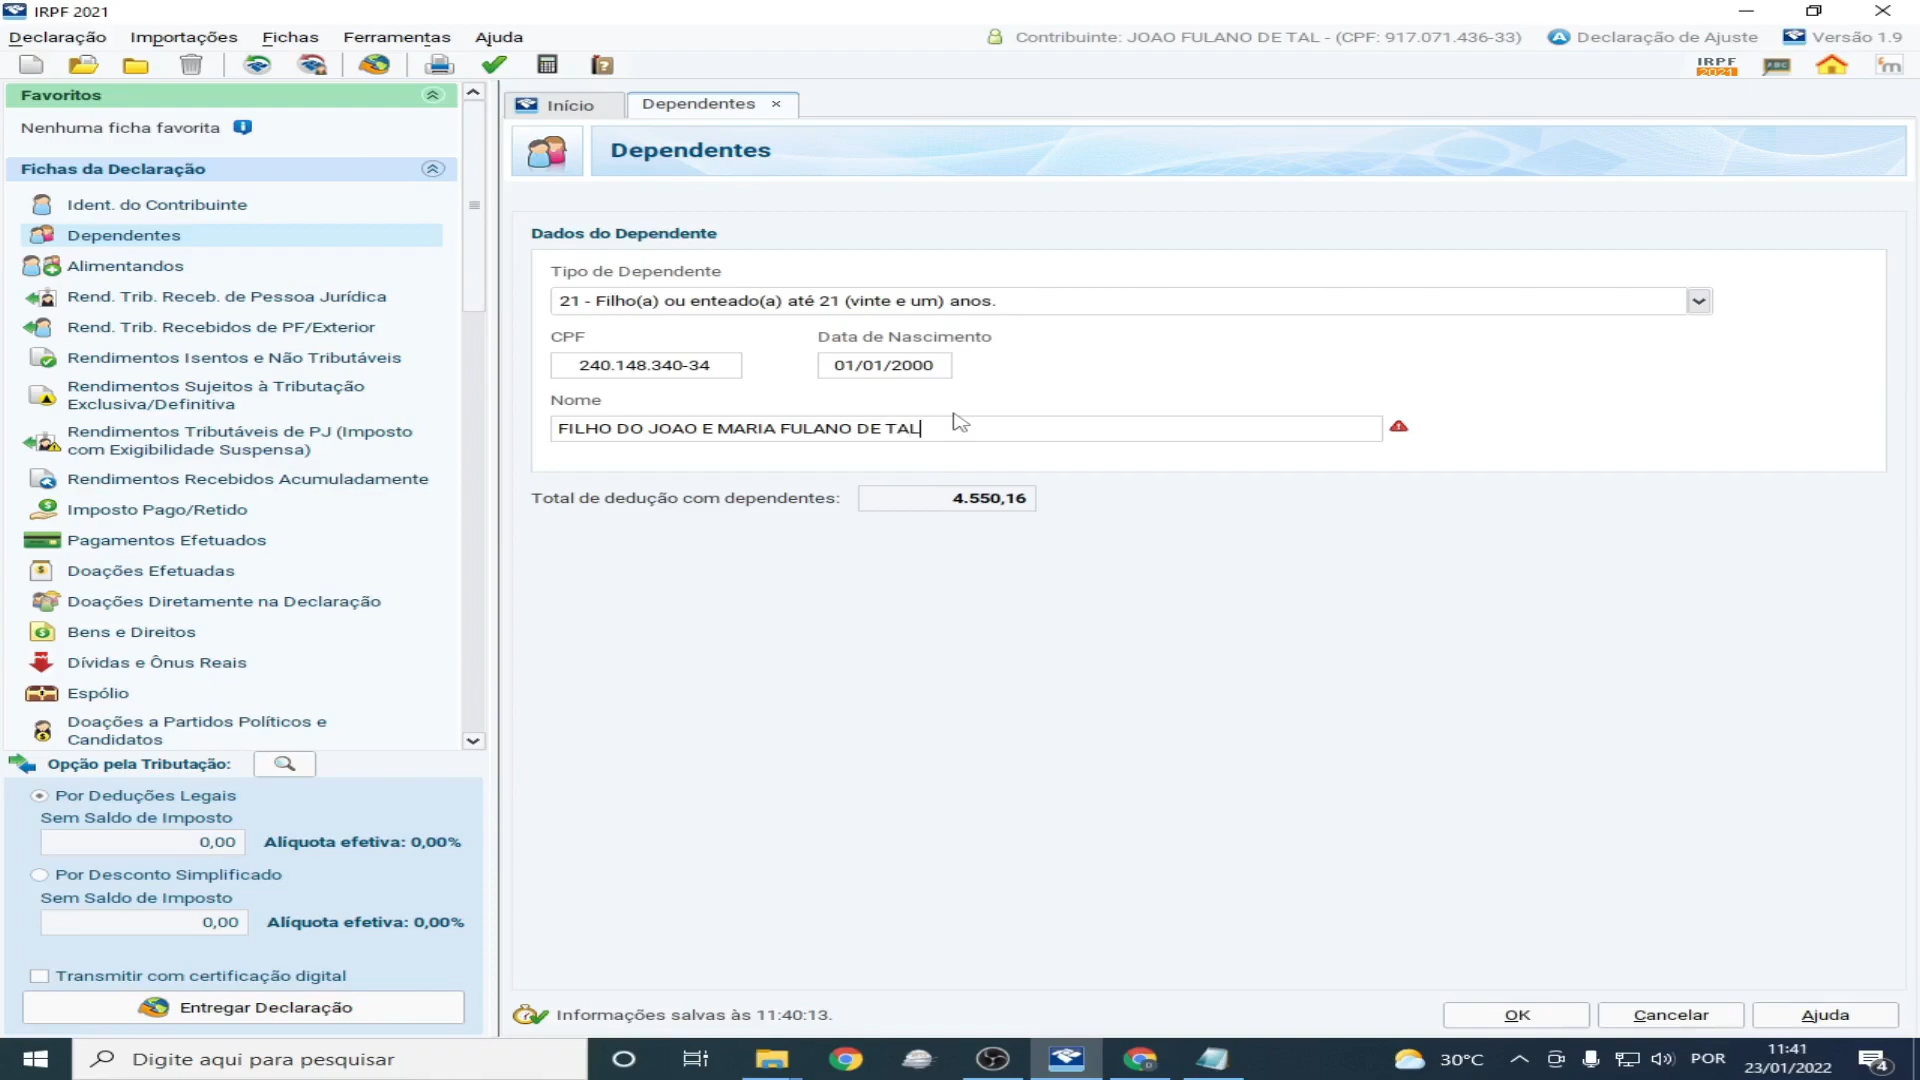 IRPF 2021
Declaração Importações Fichas Ferramentas Ajuda
Contribuinte: JOAO FULANO DE TAL - (CPF: 917.071.436-33) Declaração de Ajuste Versão 1.9
IRPF
2021
ABC
Favoritos
Nenhuma ficha favorita
Fichas da Declaração
Ident. do Contribuinte
Dependentes
Alimentandos
Rend. Trib. Receb. de Pessoa Jurídica
Rend. Trib. Recebidos de PF/Exterior
Rendimentos Isentos e Não Tributáveis
Rendimentos Sujeitos à Tributação
Exclusiva/Definitiva
Rendimentos Tributáveis de PJ (Imposto
com Exigibilidade Suspensa)
Rendimentos Recebidos Acumuladamente
Imposto Pago/Retido
Pagamentos Efetuados
Doações Efetuadas
Doações Diretamente na Declaração
Bens e Direitos
Dívidas e Ônus Reais
Espólio
Doações a Partidos Políticos e
Candidatos
Opção pela Tributação:
Por Deduções Legais
Sem Saldo de Imposto
0,00 Alíquota efetiva: 0,00%
Por Desconto Simplificado
Sem Saldo de Imposto
0,00 Alíquota efetiva: 0,00%
Transmitir com certificação digital
Entregar Declaração
Início Dependentes ×
Dependentes
Dados do Dependente
Tipo de Dependente
21 - Filho(a) ou enteado(a) até 21 (vinte e um) anos.
CPF Data de Nascimento
240.148.340-34 01/01/2000
Nome
FILHO DO JOAO E MARIA FULANO DE TAL
Total de dedução com dependentes: 4.550,16
Informações salvas às 11:40:13.
OK Cancelar Ajuda
Digite aqui para pesquisar
30°C POR
11:41
23/01/2022
4